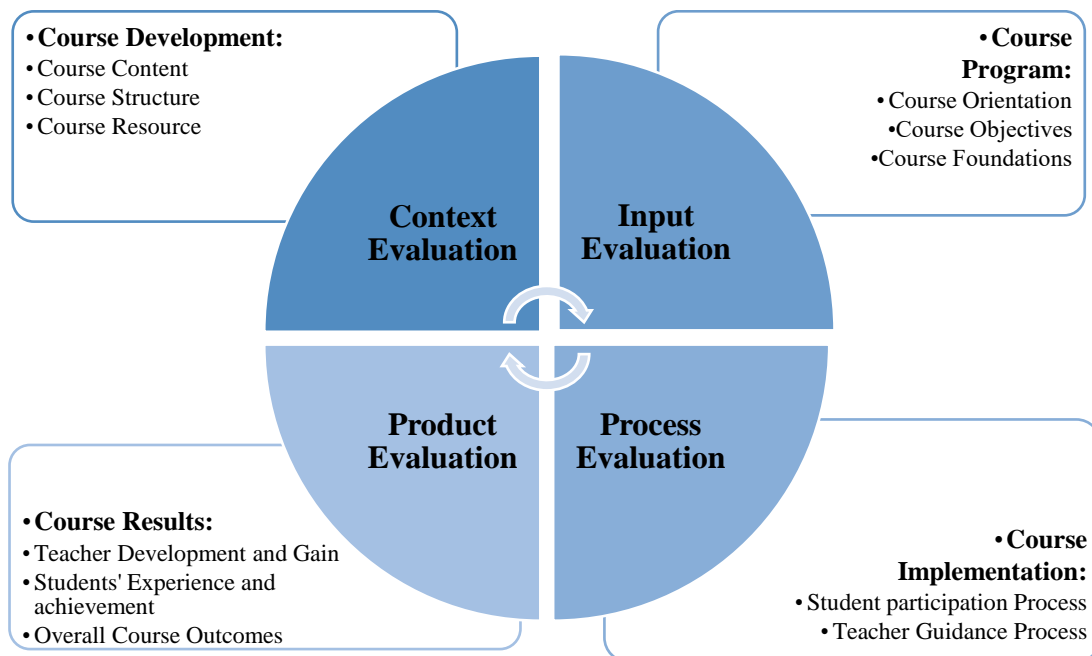 •Course Development:
•Course Content
•Course Structure
•Course Resource
•Course
Program:
•Course Orientation
•Course Objectives
•Course Foundations
Context
Evaluation
Input
Evaluation
Product
Evaluation
Process
Evaluation
•Course Results:
•Teacher Development and Gain
•Students' Experience and
achievement
•Overall Course Outcomes
•Course
Implementation:
•Student participation Process
•Teacher Guidance Process